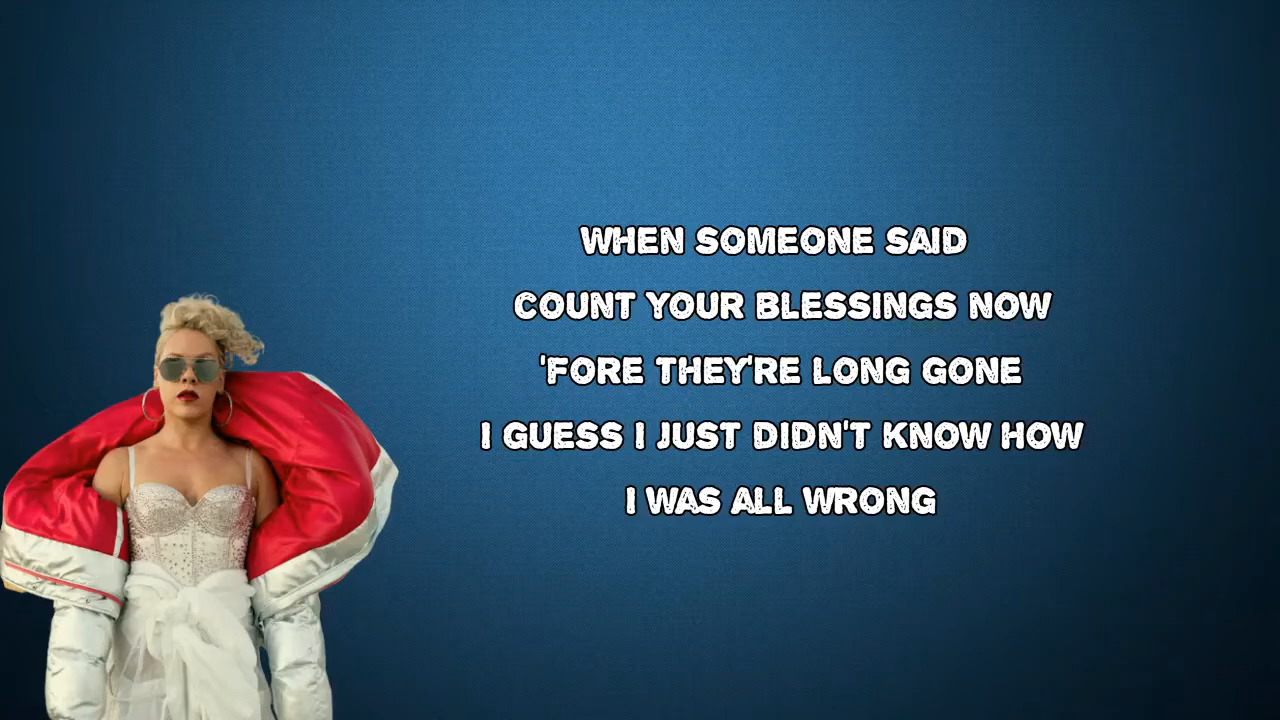 WHEN SOMEONE SAID
COUNT YOUR BLESSINGS NOW
'FORE THEY'RE LONG GONE
I GUESS I JUST DIDN'T KNOW HOW
I WAS ALL WRONG